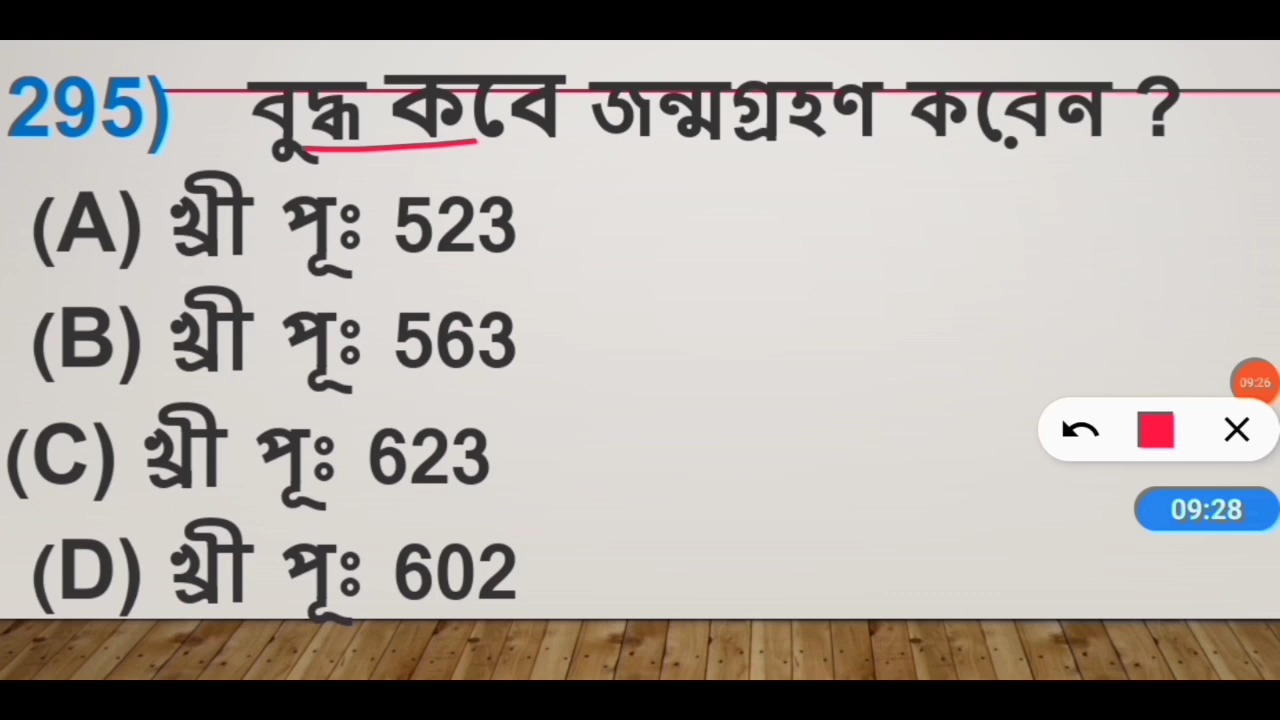 295) বুদ্ধ কবে জন্মগ্রহণ করেন ?
(A) খ্রী পূঃ 523
(B) খ্রী পূঃ 563
(C) খ্রী পূঃ 623
(D) খ্রী পূঃ 602
09:26
09:28